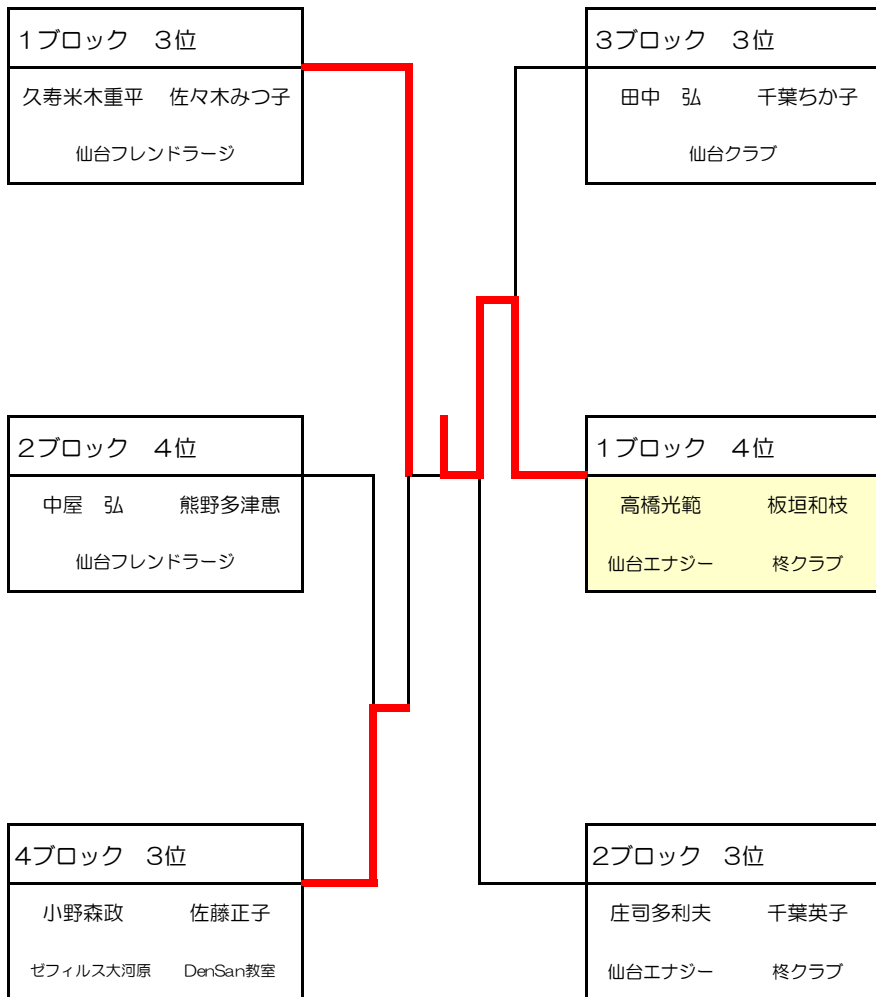 １ブロック　３位
久寿米木重平　佐々木みつ子
仙台フレンドラージ
３ブロック　３位
田中　弘　千葉ちか子
仙台クラブ
２ブロック　４位
中屋　弘　熊野多津恵
仙台フレンドラージ
１ブロック　４位
高橋光範　板垣和枝
仙台エナジー　柊クラブ
４ブロック　３位
小野森政　佐藤正子
ゼフィルス大河原　DenSan教室
２ブロック　３位
庄司多利夫　千葉英子
仙台エナジー　柊クラブ